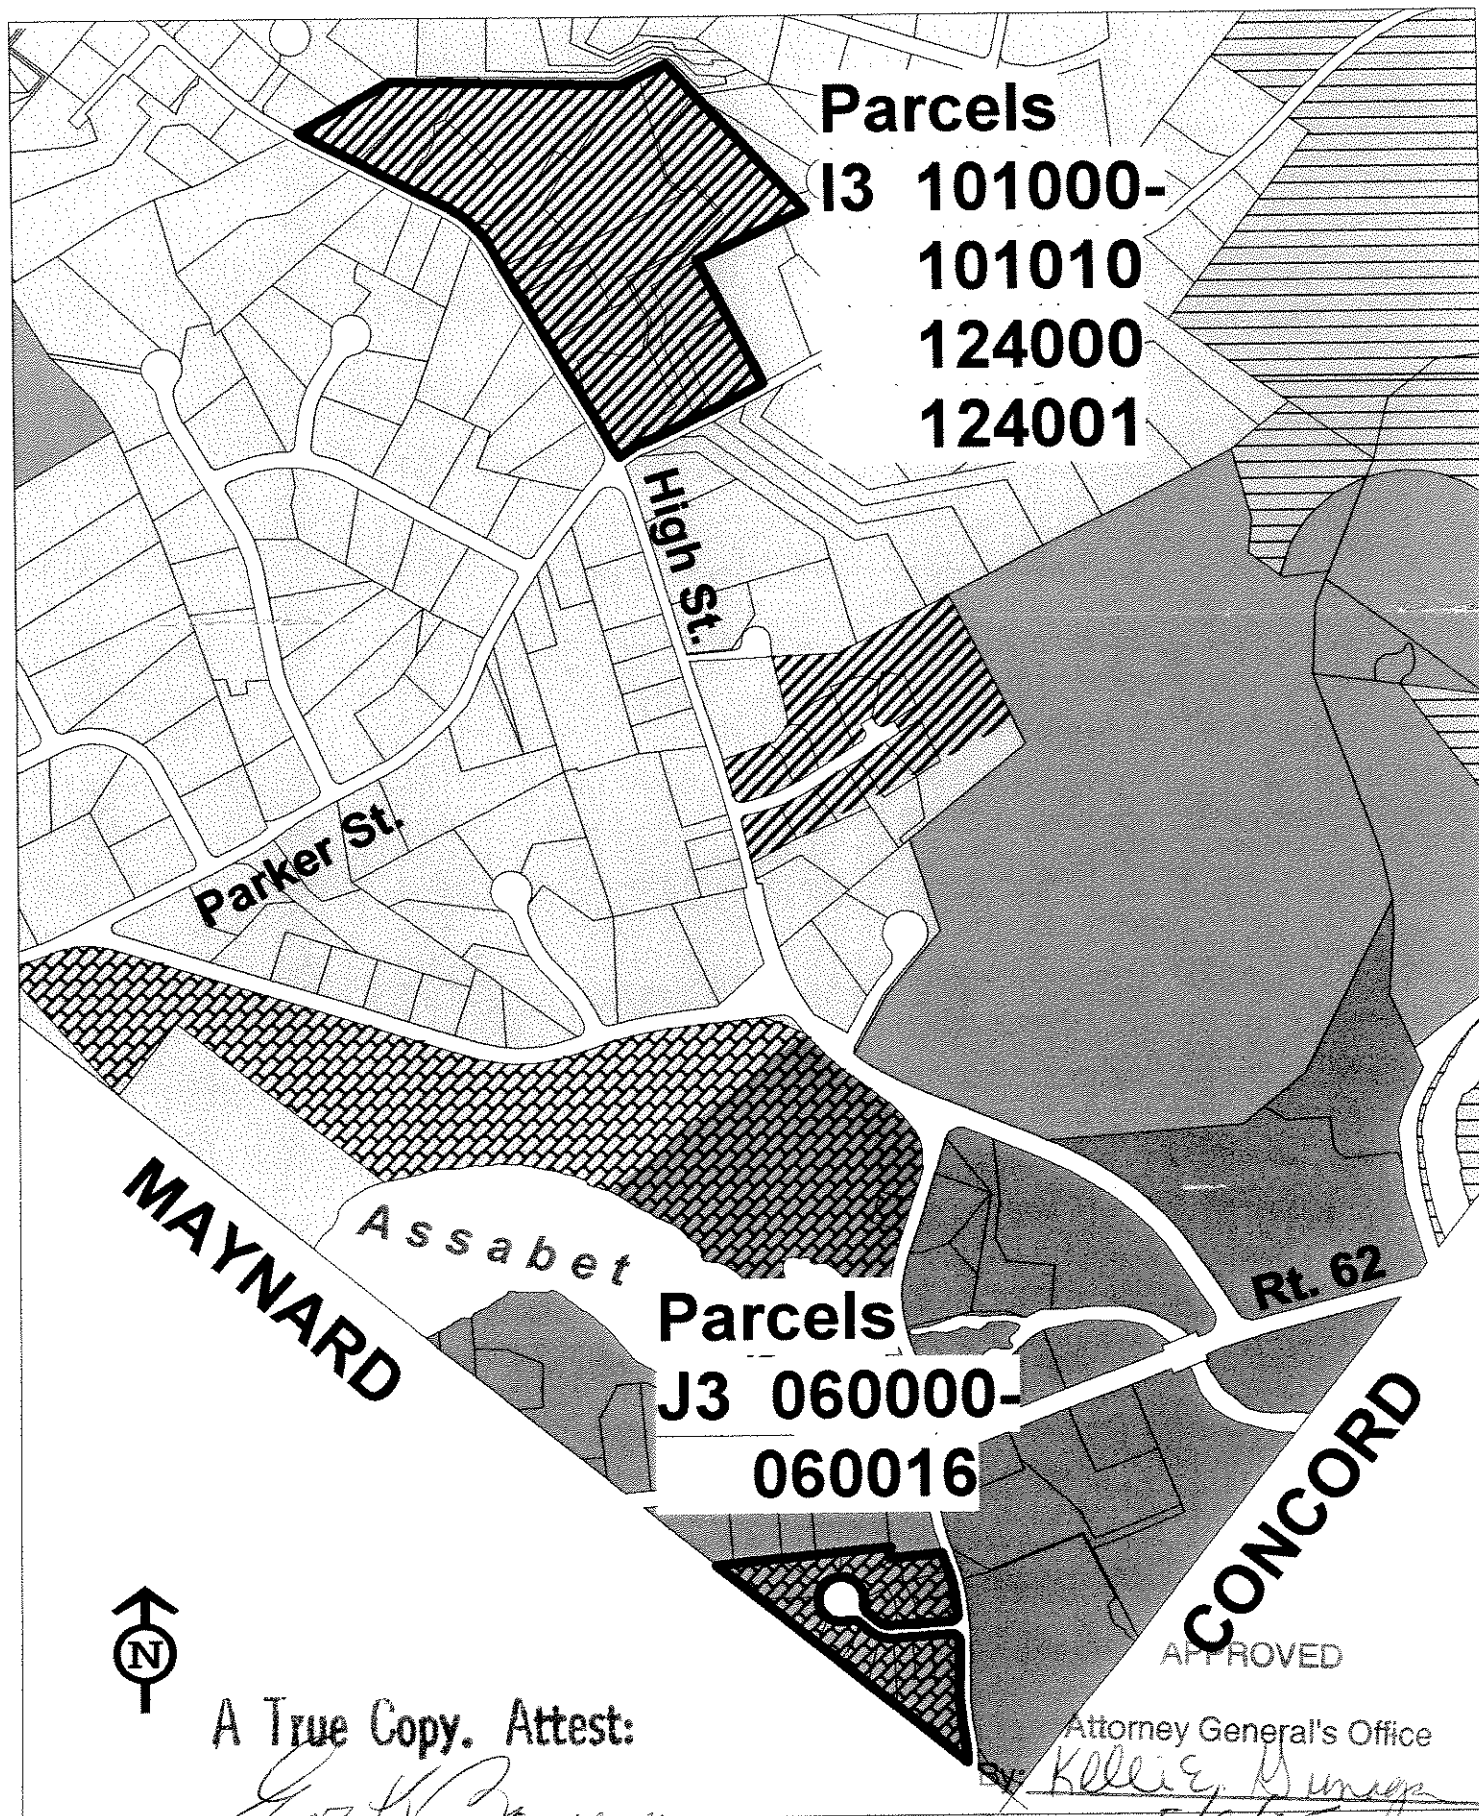 Parcels
I3 101000-
101010
124000
124001
High St.
Parker St.
MAYNARD
Assabet
Rt. 62
Parcels
J3 060000-
060016
CONCORD
N
APPROVED
A True Copy. Attest:
Attorney General's Office
By: Kelli E.